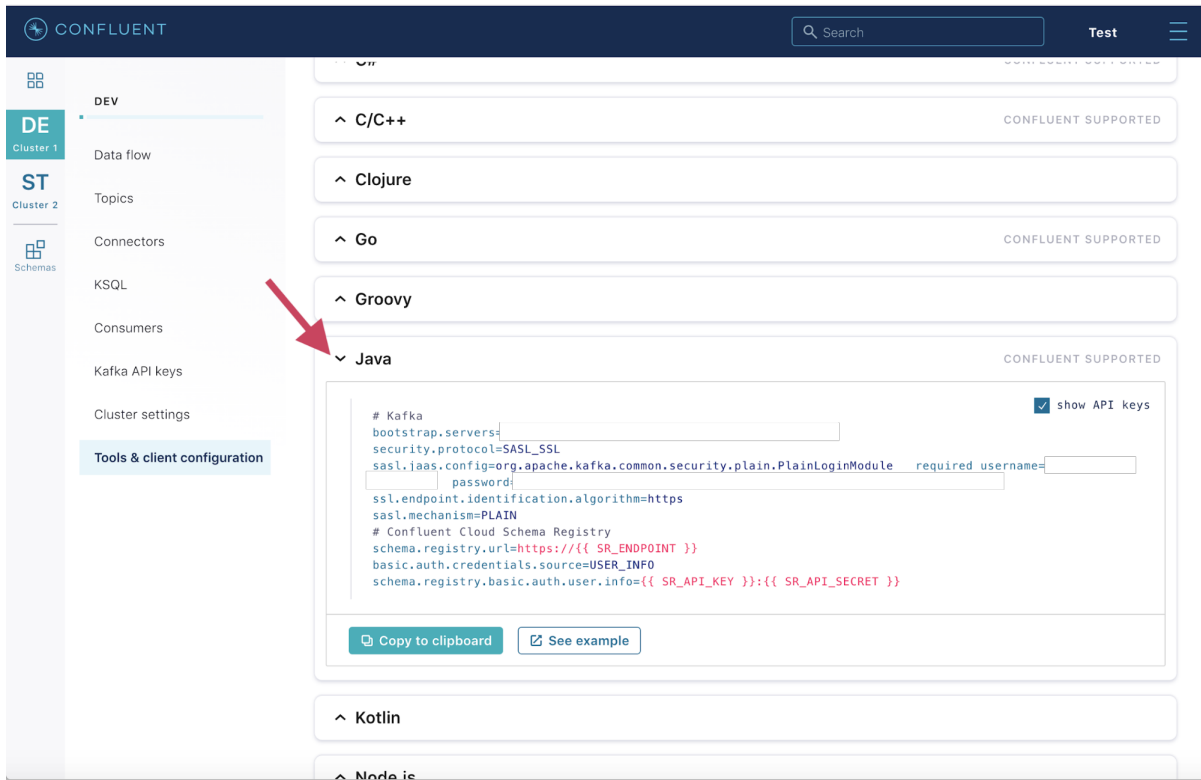 CONFLUENT
Search
Test
DE
Cluster 1
ST
Cluster 2
Schemas
DEV
Data flow
Topics
Connectors
KSQL
Consumers
Kafka API keys
Cluster settings
Tools & client configuration
C#
CONFLUENT SUPPORTED
C/C++
CONFLUENT SUPPORTED
Clojure
Go
CONFLUENT SUPPORTED
Groovy
Java
CONFLUENT SUPPORTED
show API keys
# Kafka
bootstrap.servers=
security.protocol=SASL_SSL
sasl.jaas.config=org.apache.kafka.common.security.plain.PlainLoginModule required username=
password=
ssl.endpoint.identification.algorithm=https
sasl.mechanism=PLAIN
# Confluent Cloud Schema Registry
schema.registry.url=https://{{ SR_ENDPOINT }}
basic.auth.credentials.source=USER_INFO
schema.registry.basic.auth.user.info={{ SR_API_KEY }}:{{ SR_API_SECRET }}
Copy to clipboard
See example
Kotlin
Node.js